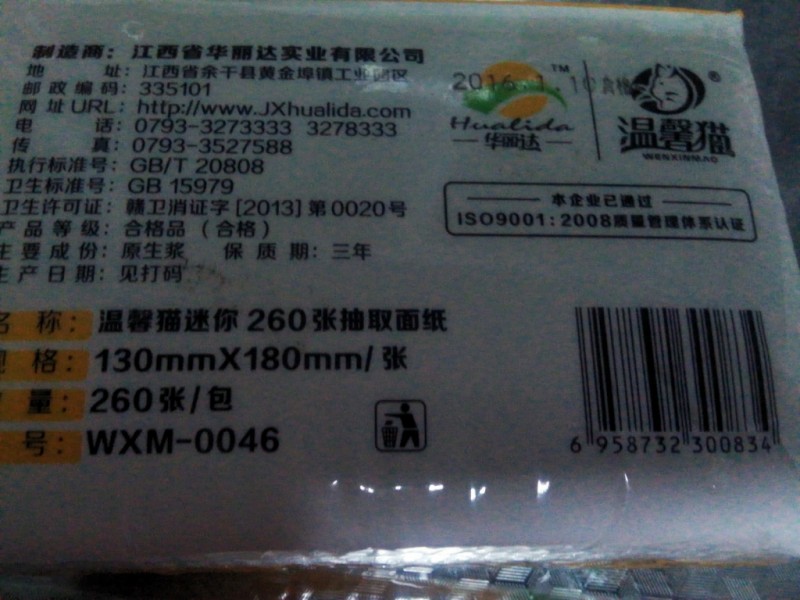 制造商：江西省华丽达实业有限公司
地　　址：江西省余干县黄金埠镇工业园区
邮政编码：335101
网址URL：http://www.JXhualida.com
电　　话：0793-3273333 3278333
传　　真：0793-3527588
执行标准号：GB/T 20808
卫生标准号：GB 15979
卫生许可证：赣卫消证字[2013]第0020号
产品等级：合格品（合格）
主要成份：原生浆　保质期：三年
生产日期：见打码
2016.1.10合格
TM
Hualida
华丽达
®
温馨猫
WENXINMAO
本企业已通过
ISO9001:2008质量管理体系认证
名称：温馨猫迷你260张抽取面纸
格：130mmX180mm/张
量：260张/包
号：WXM-0046
6 958732 300834